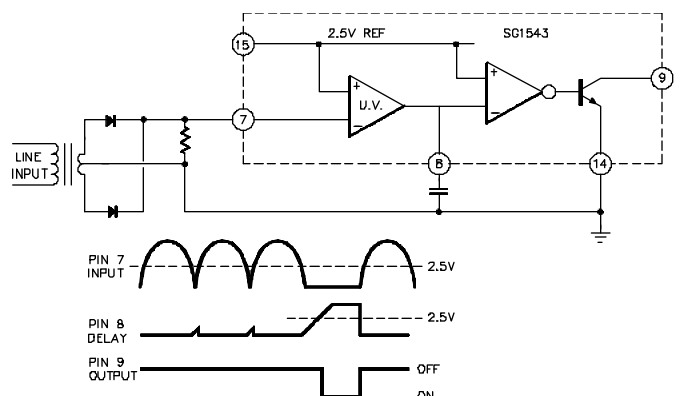 15
2.5V REF
SG1543
9
+
+
U.V.
7
-
-
LINE
INPUT
8
14
PIN 7
INPUT
2.5V
PIN 8
DELAY
2.5V
PIN 9
OUTPUT
OFF
ON